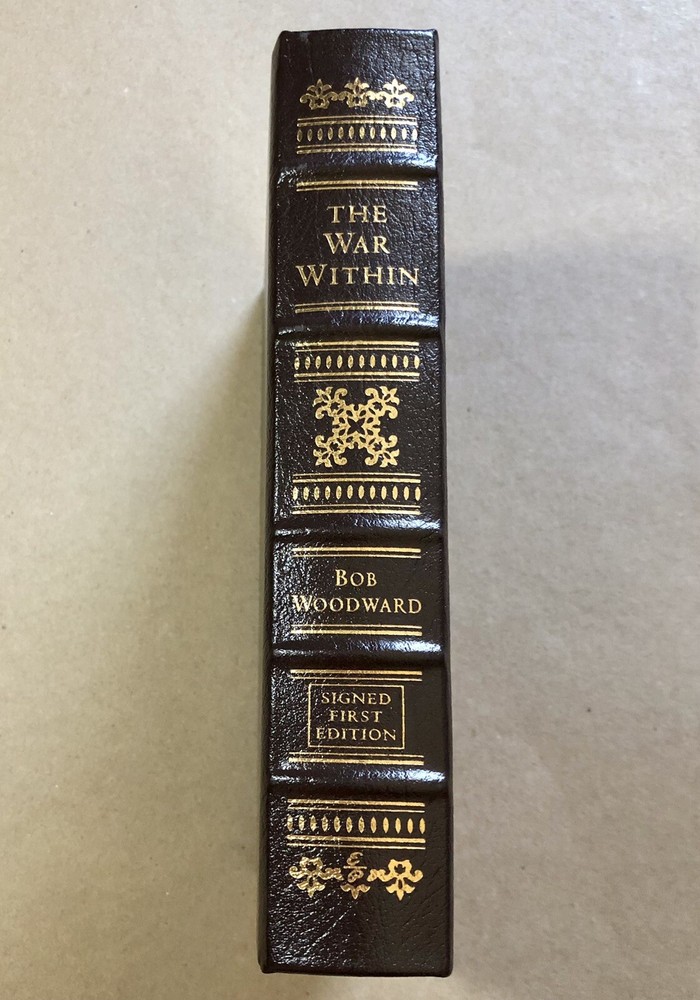 THE
WAR
WITHIN
BOB
WOODWARD
SIGNED
FIRST
EDITION